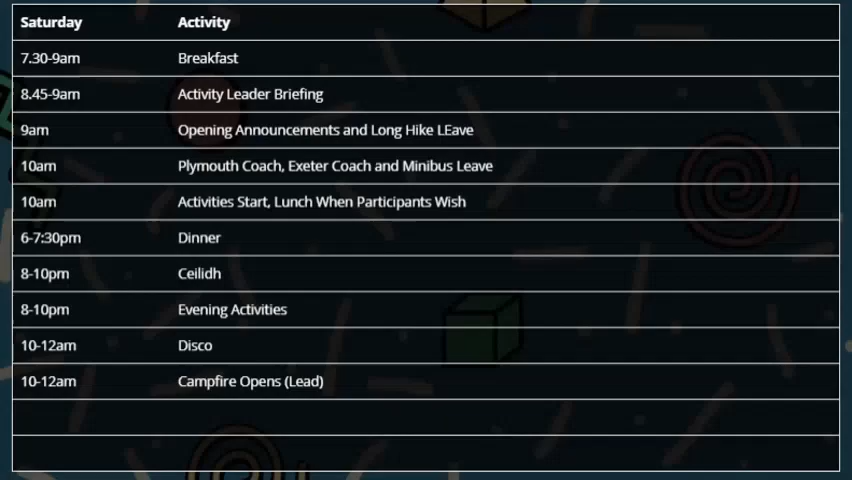 Saturday Activity
7.30-9am Breakfast
8.45-9am Activity Leader Briefing
9am Opening Announcements and Long Hike LEave
10am Plymouth Coach, Exeter Coach and Minibus Leave
10am Activities Start, Lunch When Participants Wish
6-7:30pm Dinner
8-10pm Ceilidh
8-10pm Evening Activities
10-12am Disco
10-12am Campfire Opens (Lead)